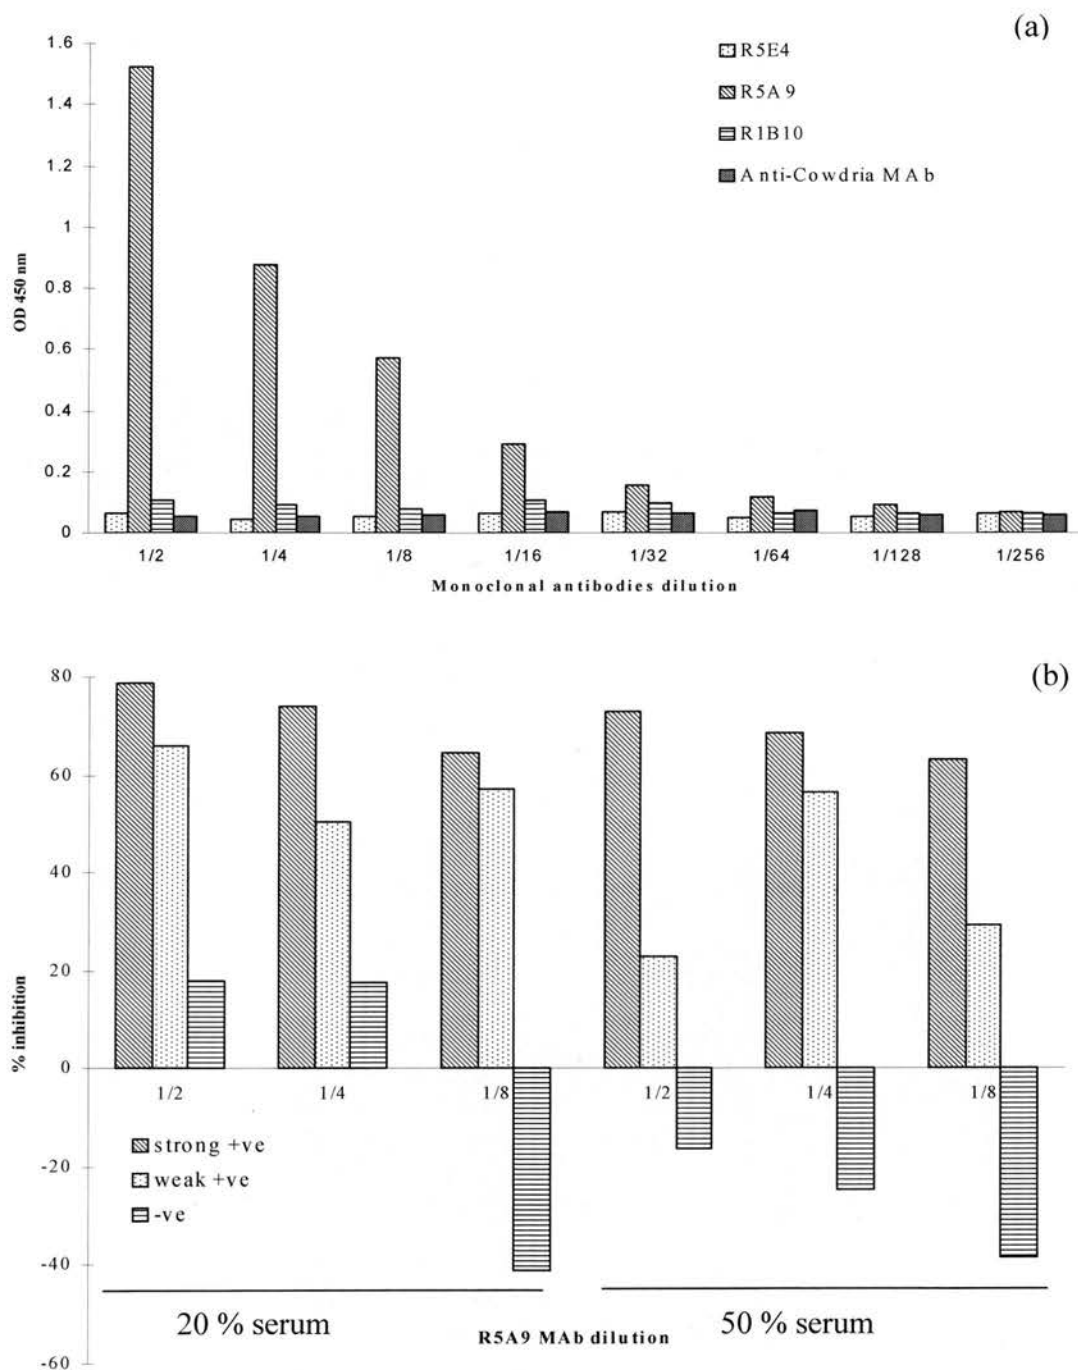 (a)
1.6
1.4
1.2
1
0.8
0.6
0.4
0.2
0
OD 450 nm
R5E4
R5A9
R1B10
Anti-Cowdria MAb
1/2 1/4 1/8 1/16 1/32 1/64 1/128 1/256
Monoclonal antibodies dilution
(b)
80
60
40
20
0
-20
-40
-60
% inhibition
1/2 1/4 1/8 1/2 1/4 1/8
strong +ve
weak +ve
-ve
20 % serum 50 % serum
R5A9 MAb dilution